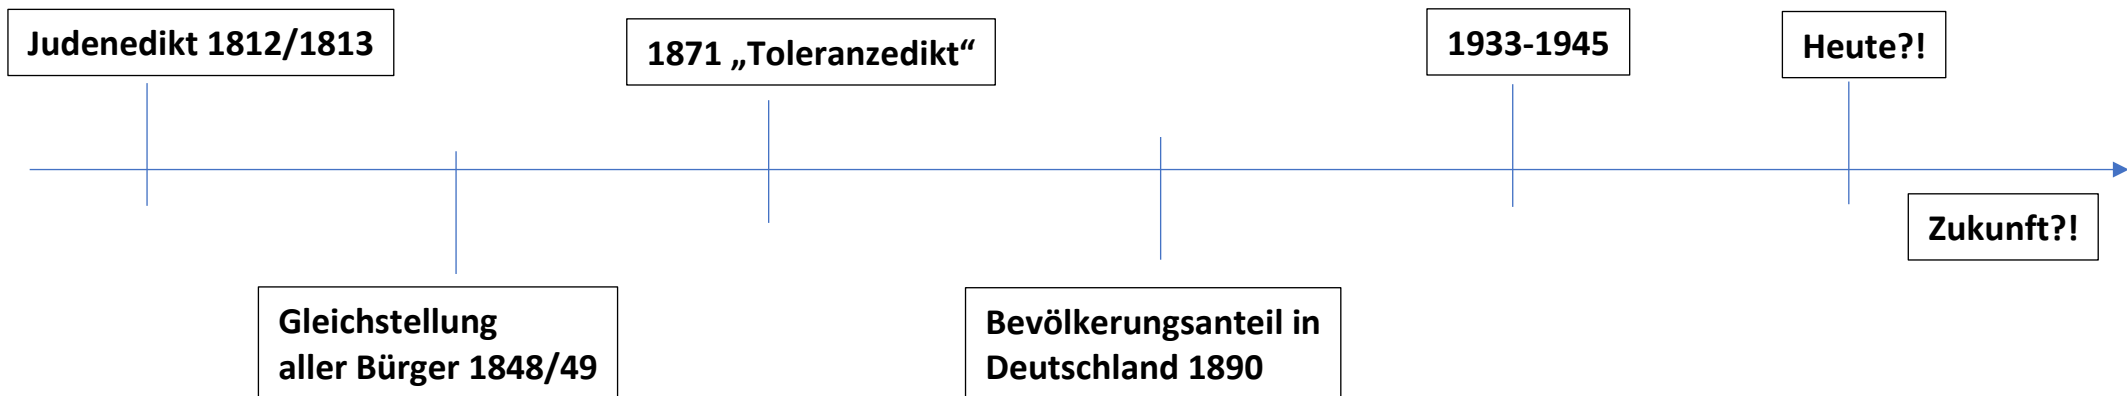 Judenedikt 1812/1813
1871 „Toleranzedikt“
1933-1945
Heute?!
Zukunft?!
Gleichstellung
aller Bürger 1848/49
Bevölkerungsanteil in
Deutschland 1890